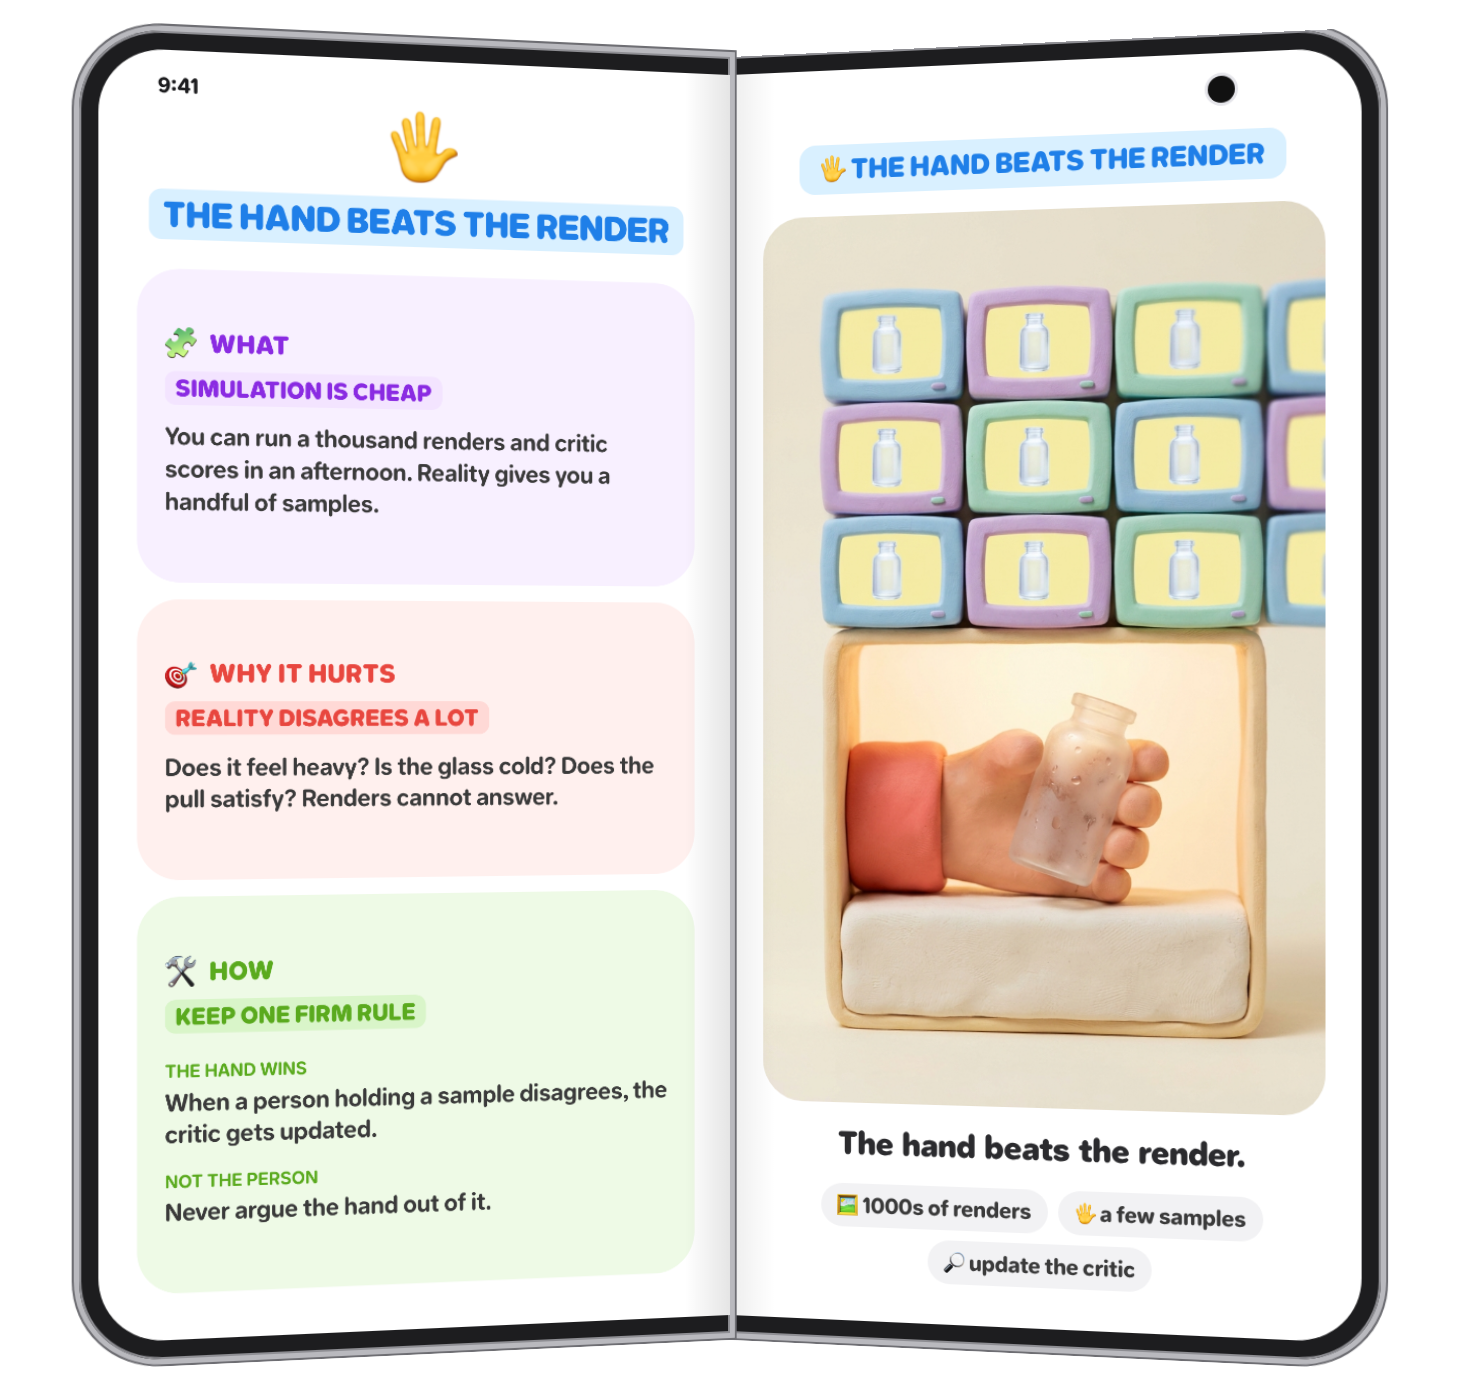 9:41
THE HAND BEATS THE RENDER
WHAT
SIMULATION IS CHEAP
You can run a thousand renders and critic
scores in an afternoon. Reality gives you a
handful of samples.
WHY IT HURTS
REALITY DISAGREES A LOT
Does it feel heavy? Is the glass cold? Does the
pull satisfy? Renders cannot answer.
HOW
KEEP ONE FIRM RULE
THE HAND WINS
When a person holding a sample disagrees, the
critic gets updated.
NOT THE PERSON
Never argue the hand out of it.
THE HAND BEATS THE RENDER
The hand beats the render.
1000s of renders
a few samples
update the critic